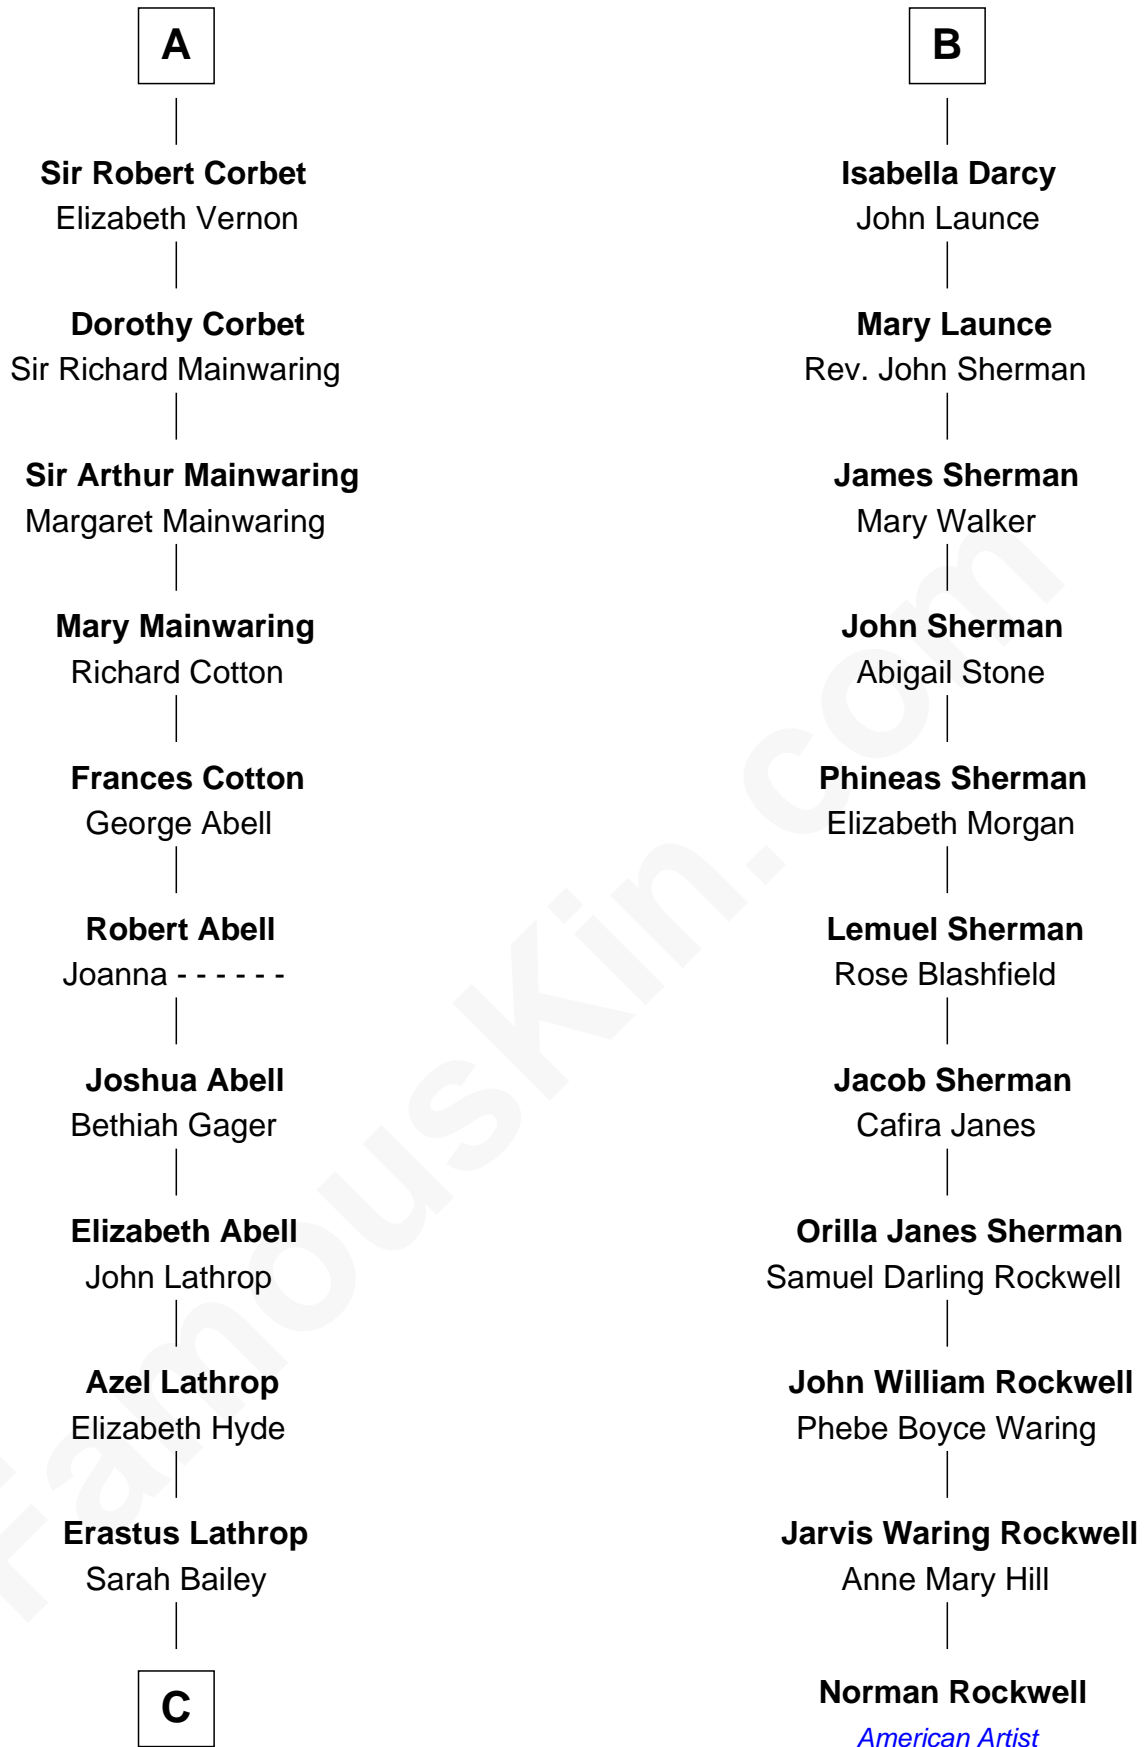 A
Sir Robert Corbet
Elizabeth Vernon
Dorothy Corbet
Sir Richard Mainwaring
Sir Arthur Mainwaring
Margaret Mainwaring
Mary Mainwaring
Richard Cotton
Frances Cotton
George Abell
Robert Abell
Joanna - - - - - -
Joshua Abell
Bethiah Gager
Elizabeth Abell
John Lathrop
Azel Lathrop
Elizabeth Hyde
Erastus Lathrop
Sarah Bailey
C
B
Isabella Darcy
John Launce
Mary Launce
Rev. John Sherman
James Sherman
Mary Walker
John Sherman
Abigail Stone
Phineas Sherman
Elizabeth Morgan
Lemuel Sherman
Rose Blashfield
Jacob Sherman
Cafira Janes
Orilla Janes Sherman
Samuel Darling Rockwell
John William Rockwell
Phebe Boyce Waring
Jarvis Waring Rockwell
Anne Mary Hill
Norman Rockwell
American Artist
FamousKin.com